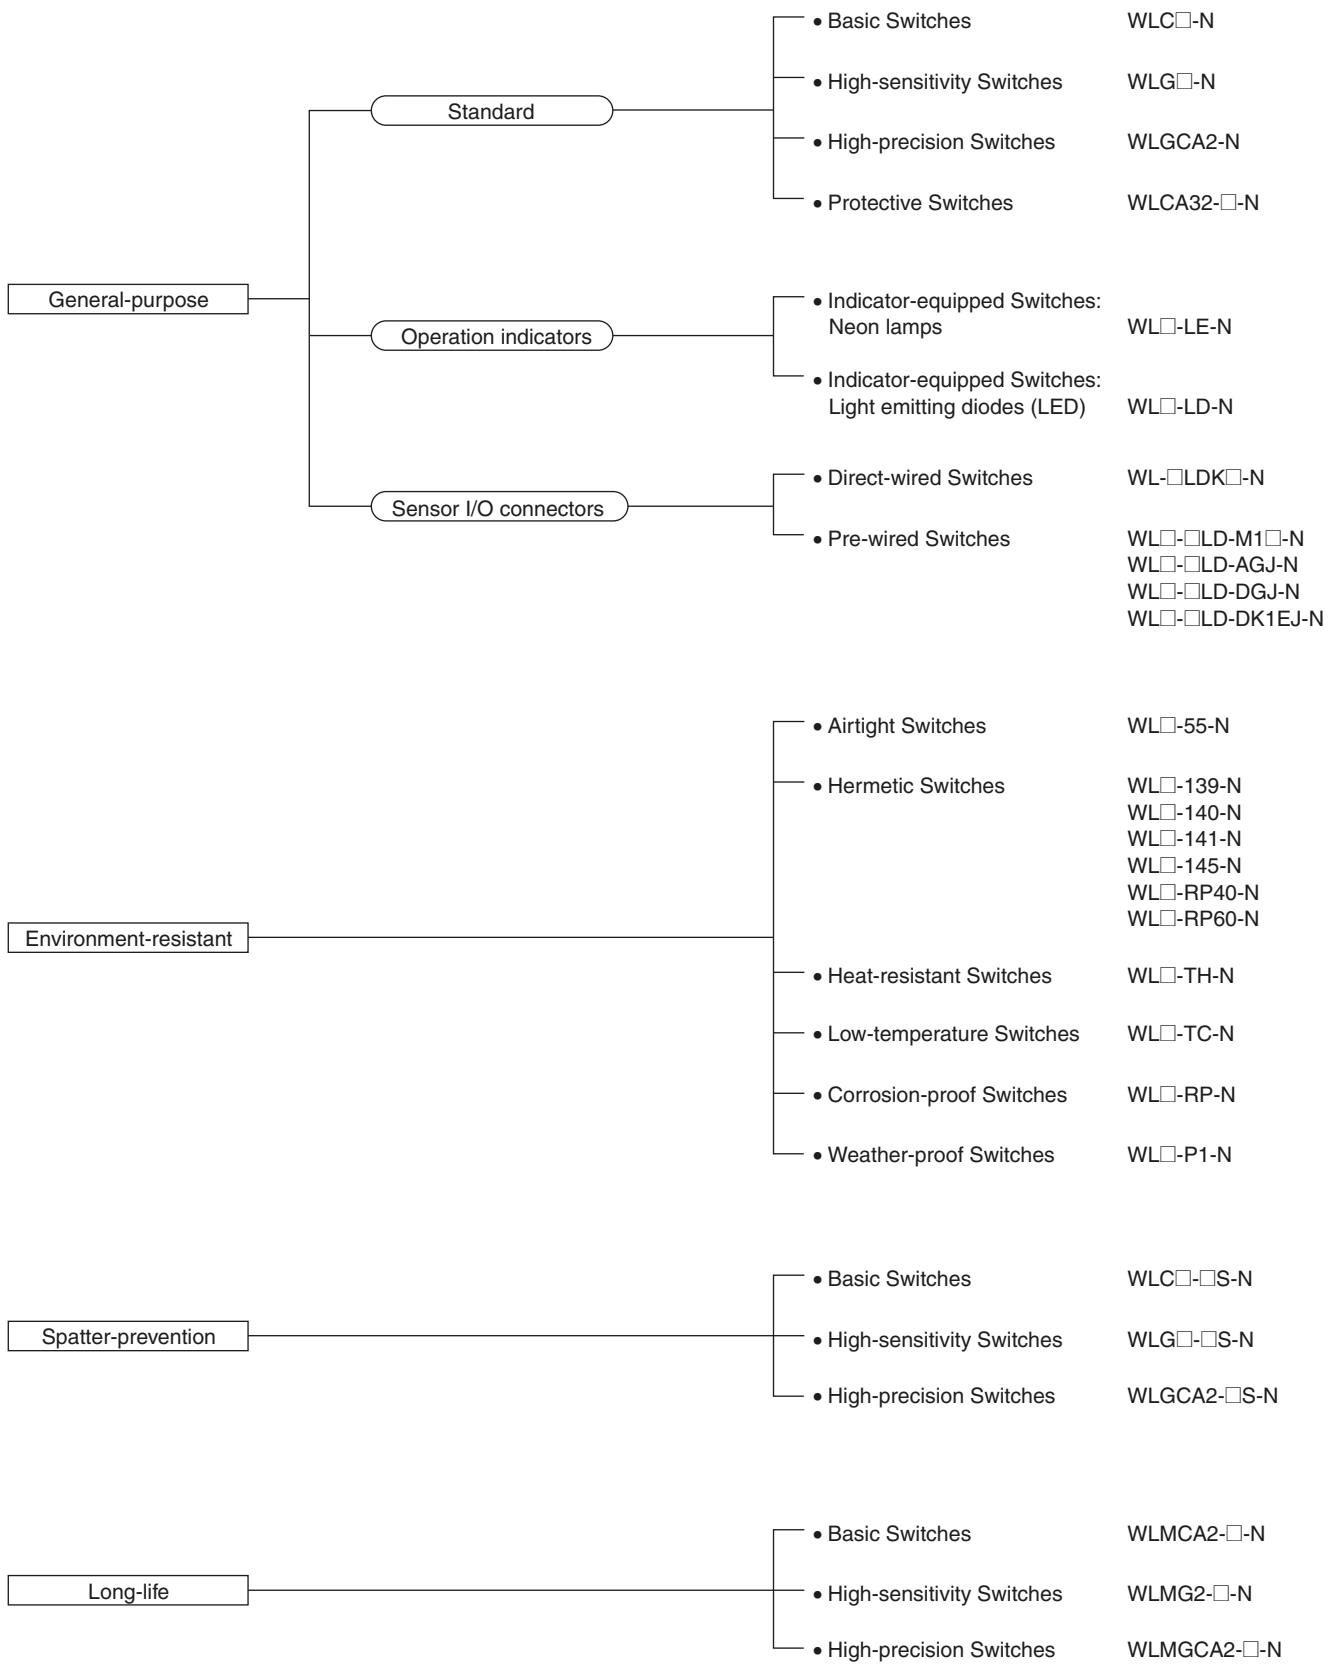 • Basic Switches WLC□-N
• High-sensitivity Switches WLG□-N
Standard
• High-precision Switches WLGCA2-N
• Protective Switches WLCA32-□-N
General-purpose
• Indicator-equipped Switches:
Neon lamps WL□-LE-N
Operation indicators
• Indicator-equipped Switches:
Light emitting diodes (LED) WL□-LD-N
• Direct-wired Switches WL-□LDK□-N
Sensor I/O connectors
• Pre-wired Switches WL□-□LD-M1□-N
WL□-□LD-AGJ-N
WL□-□LD-DGJ-N
WL□-□LD-DK1EJ-N
• Airtight Switches WL□-55-N
• Hermetic Switches WL□-139-N
WL□-140-N
WL□-141-N
WL□-145-N
WL□-RP40-N
WL□-RP60-N
Environment-resistant
• Heat-resistant Switches WL□-TH-N
• Low-temperature Switches WL□-TC-N
• Corrosion-proof Switches WL□-RP-N
• Weather-proof Switches WL□-P1-N
• Basic Switches WLC□-□S-N
Spatter-prevention
• High-sensitivity Switches WLG□-□S-N
• High-precision Switches WLGCA2-□S-N
• Basic Switches WLMCA2-□-N
Long-life
• High-sensitivity Switches WLMG2-□-N
• High-precision Switches WLMGCA2-□-N